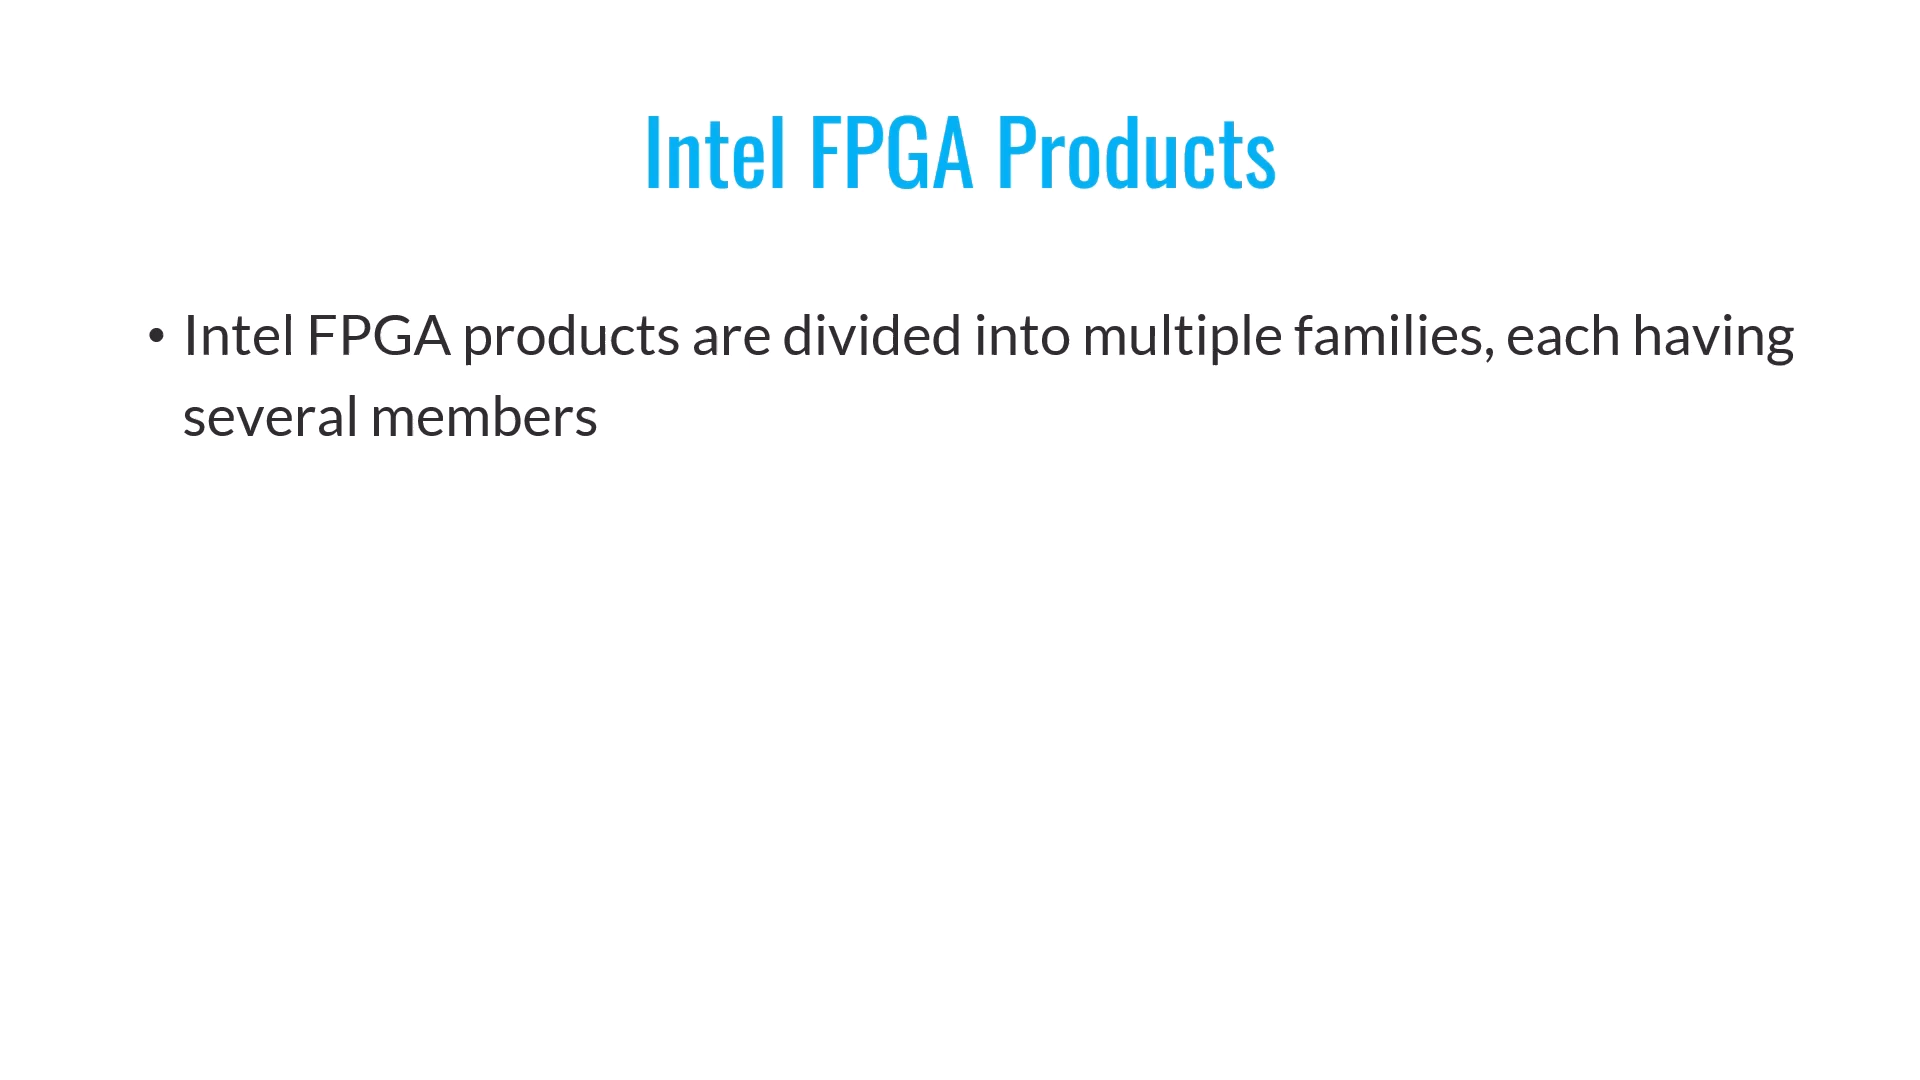 Intel FPGA Products
• Intel FPGA products are divided into multiple families, each having
several members